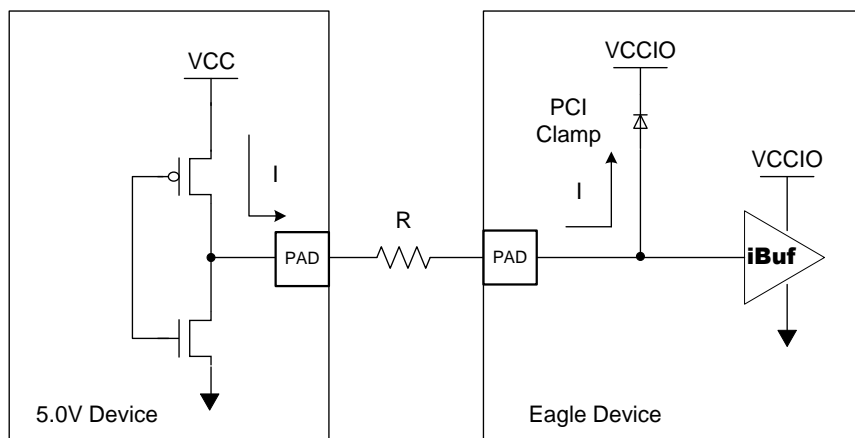 VCC
I
PAD
5.0V Device
R
PAD
I
PCI
Clamp
VCCIO
VCCIO
iBuf
Eagle Device